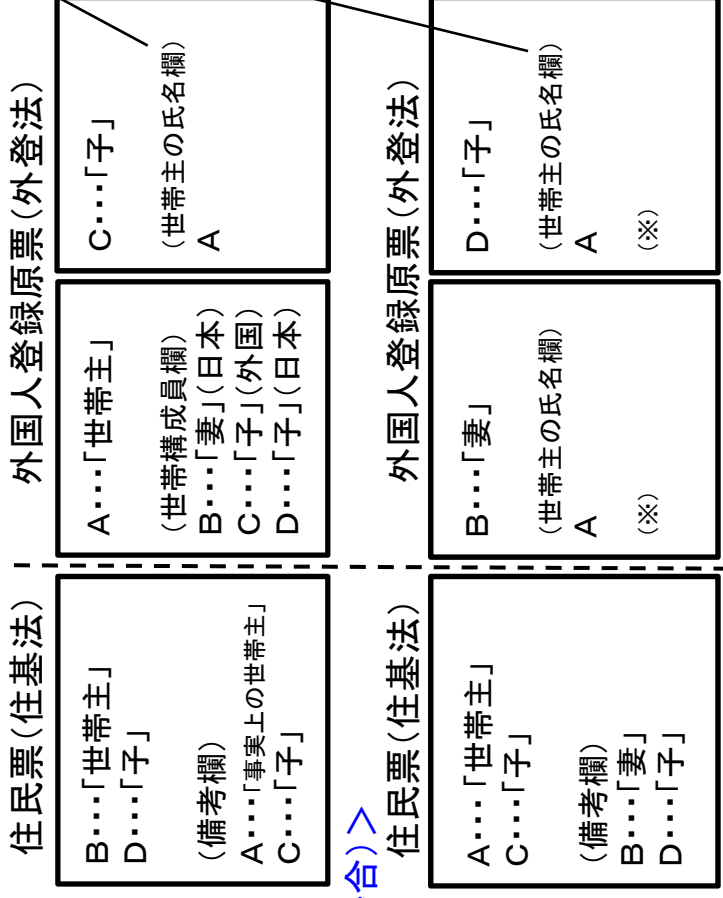 住民票(住基法)
B・・・「世帯主」
D・・・「子」
(備考欄)
A・・・「事実上の世帯主」
C・・・「子」
外国人登録原票(外登法)
A・・・「世帯主」
(世帯構成員欄)
B・・・「妻」(日本)
C・・・「子」(外国)
D・・・「子」(日本)
C・・・「子」
(世帯主の氏名欄)
A
合)>
住民票(住基法)
A・・・「世帯主」
C・・・「子」
(備考欄)
B・・・「妻」
D・・・「子」
外国人登録原票(外登法)
B・・・「妻」
(世帯主の氏名欄)
A
(※)
D・・・「子」
(世帯主の氏名欄)
A
(※)